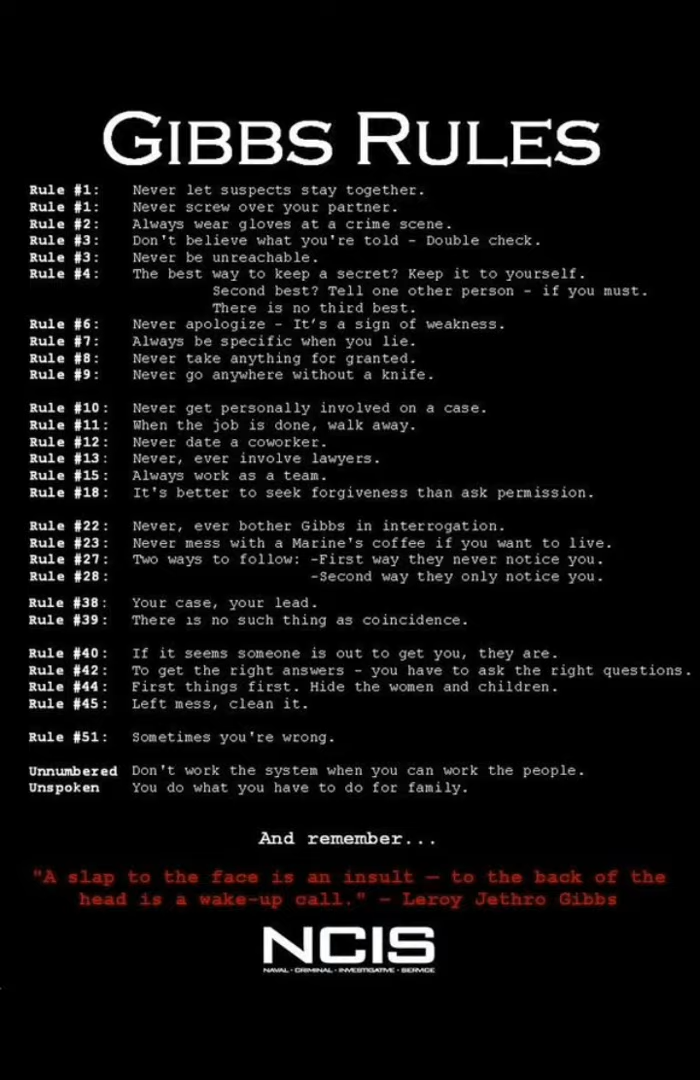 GIBBS RULES
Rule #1: Never let suspects stay together.
Rule #1: Never screw over your partner.
Rule #2: Always wear gloves at a crime scene.
Rule #3: Don't believe what you're told - Double check.
Rule #3: Never be unreachable.
Rule #4: The best way to keep a secret? Keep it to yourself.
Second best? Tell one other person - if you must.
There is no third best.
Rule #6: Never apologize - It's a sign of weakness.
Rule #7: Always be specific when you lie.
Rule #8: Never take anything for granted.
Rule #9: Never go anywhere without a knife.
Rule #10: Never get personally involved on a case.
Rule #11: When the job is done, walk away.
Rule #12: Never date a coworker.
Rule #13: Never, ever involve lawyers.
Rule #15: Always work as a team.
Rule #18: It's better to seek forgiveness than ask permission.
Rule #22: Never, ever bother Gibbs in interrogation.
Rule #23: Never mess with a Marine's coffee if you want to live.
Rule #27: Two ways to follow: -First way they never notice you.
Rule #28: -Second way they only notice you.
Rule #38: Your case, your lead.
Rule #39: There is no such thing as coincidence.
Rule #40: If it seems someone is out to get you, they are.
Rule #42: To get the right answers - you have to ask the right questions.
Rule #44: First things first. Hide the women and children.
Rule #45: Left mess, clean it.
Rule #51: Sometimes you're wrong.
Unnumbered Don't work the system when you can work the people.
Unspoken You do what you have to do for family.
And remember...
"A slap to the face is an insult — to the back of the
head is a wake-up call." - Leroy Jethro Gibbs
NCIS
NAVAL · CRIMINAL · INVESTIGATIVE · SERVICE